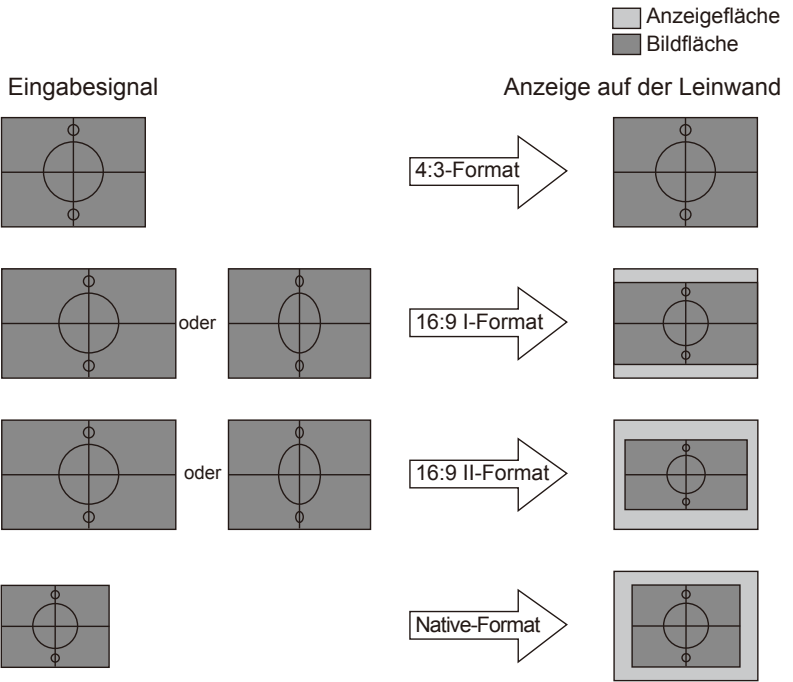 Anzeigefläche
Bildfläche
Eingabesignal
Anzeige auf der Leinwand
4:3-Format
oder
16:9 I-Format
oder
16:9 II-Format
Native-Format